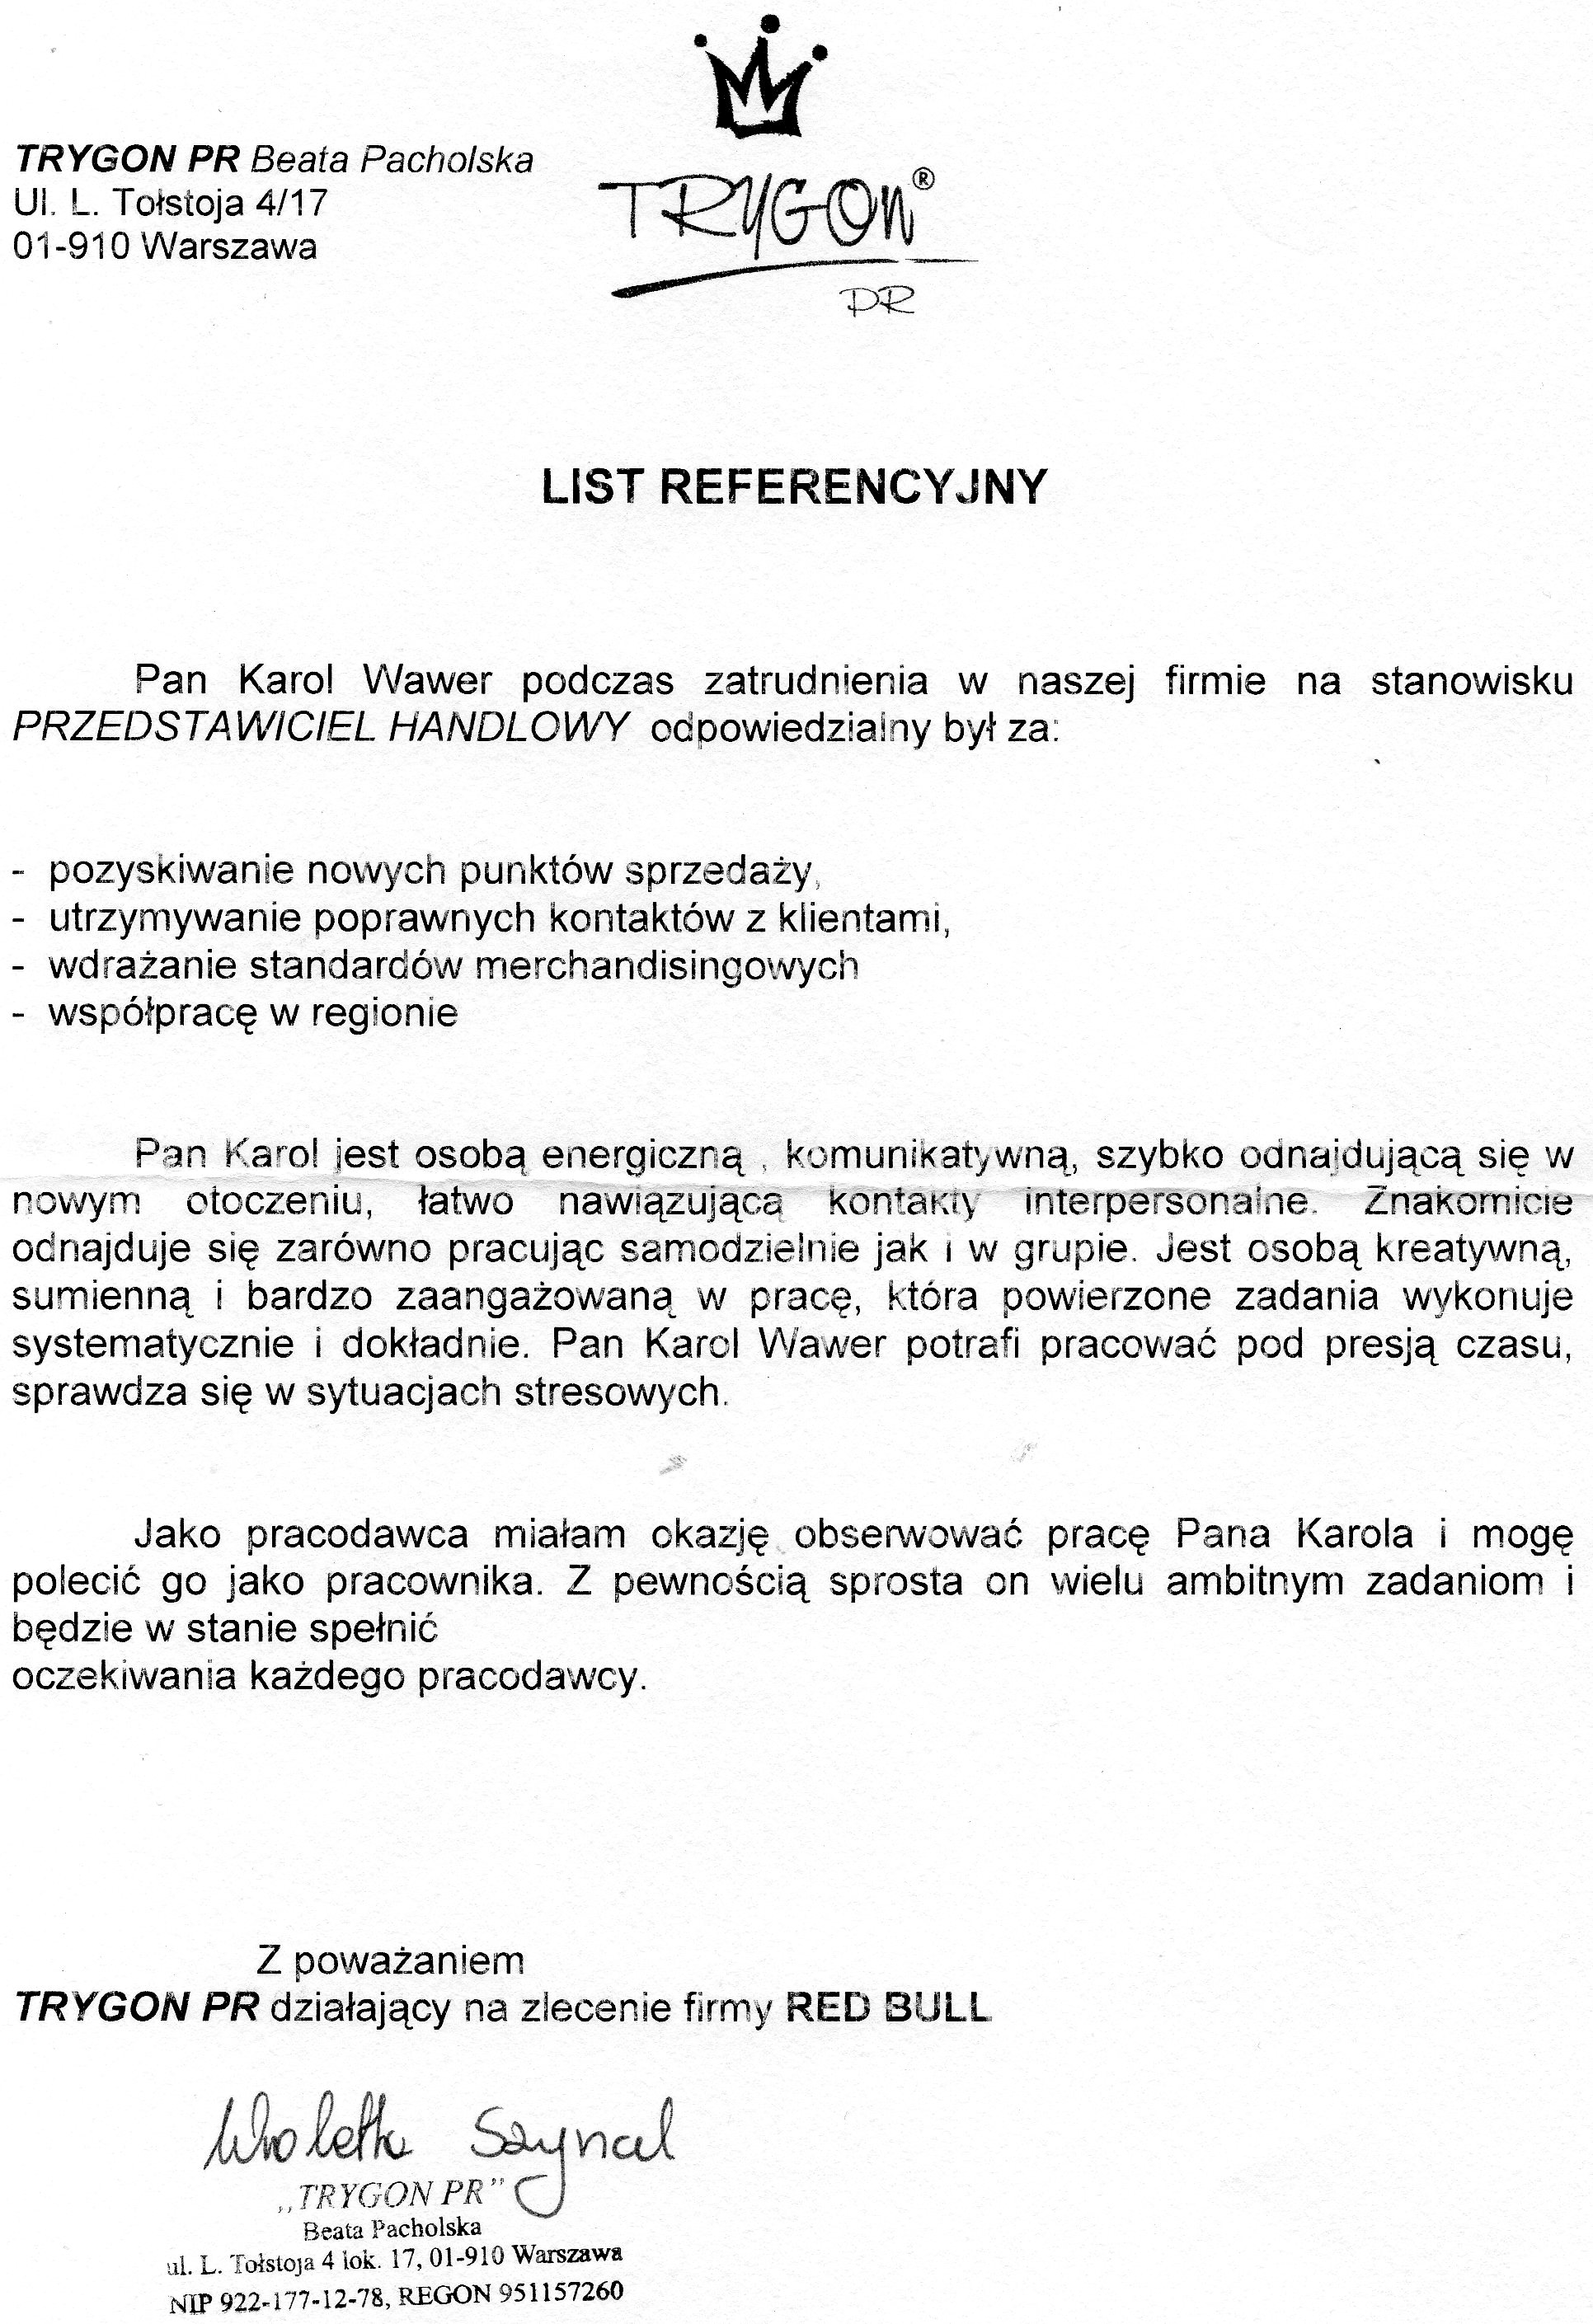 TRYGON PR Beata Pacholska
Ul. L. Tołstoja 4/17
01-910 Warszawa
TRYGON®
PR
LIST REFERENCYJNY
Pan Karol Wawer podczas zatrudnienia w naszej firmie na stanowisku
PRZEDSTAWICIEL HANDLOWY odpowiedzialny był za:
- pozyskiwanie nowych punktów sprzedaży,
- utrzymywanie poprawnych kontaktów z klientami,
- wdrażanie standardów merchandisingowych
- współpracę w regionie
Pan Karol jest osobą energiczną , komunikatywną, szybko odnajdującą się w
nowym otoczeniu, łatwo nawiązującą kontakty interpersonalne. Znakomicie
odnajduje się zarówno pracując samodzielnie jak i w grupie. Jest osobą kreatywną,
sumienną i bardzo zaangażowaną w pracę, która powierzone zadania wykonuje
systematycznie i dokładnie. Pan Karol Wawer potrafi pracować pod presją czasu,
sprawdza się w sytuacjach stresowych.
Jako pracodawca miałam okazję obserwować pracę Pana Karola i mogę
polecić go jako pracownika. Z pewnością sprosta on wielu ambitnym zadaniom i
będzie w stanie spełnić
oczekiwania każdego pracodawcy.
Z poważaniem
TRYGON PR działający na zlecenie firmy RED BULL
„TRYGON PR”
Beata Pacholska
ul. L. Tołstoja 4 lok. 17, 01-910 Warszawa
NIP 922-177-12-78, REGON 951157260